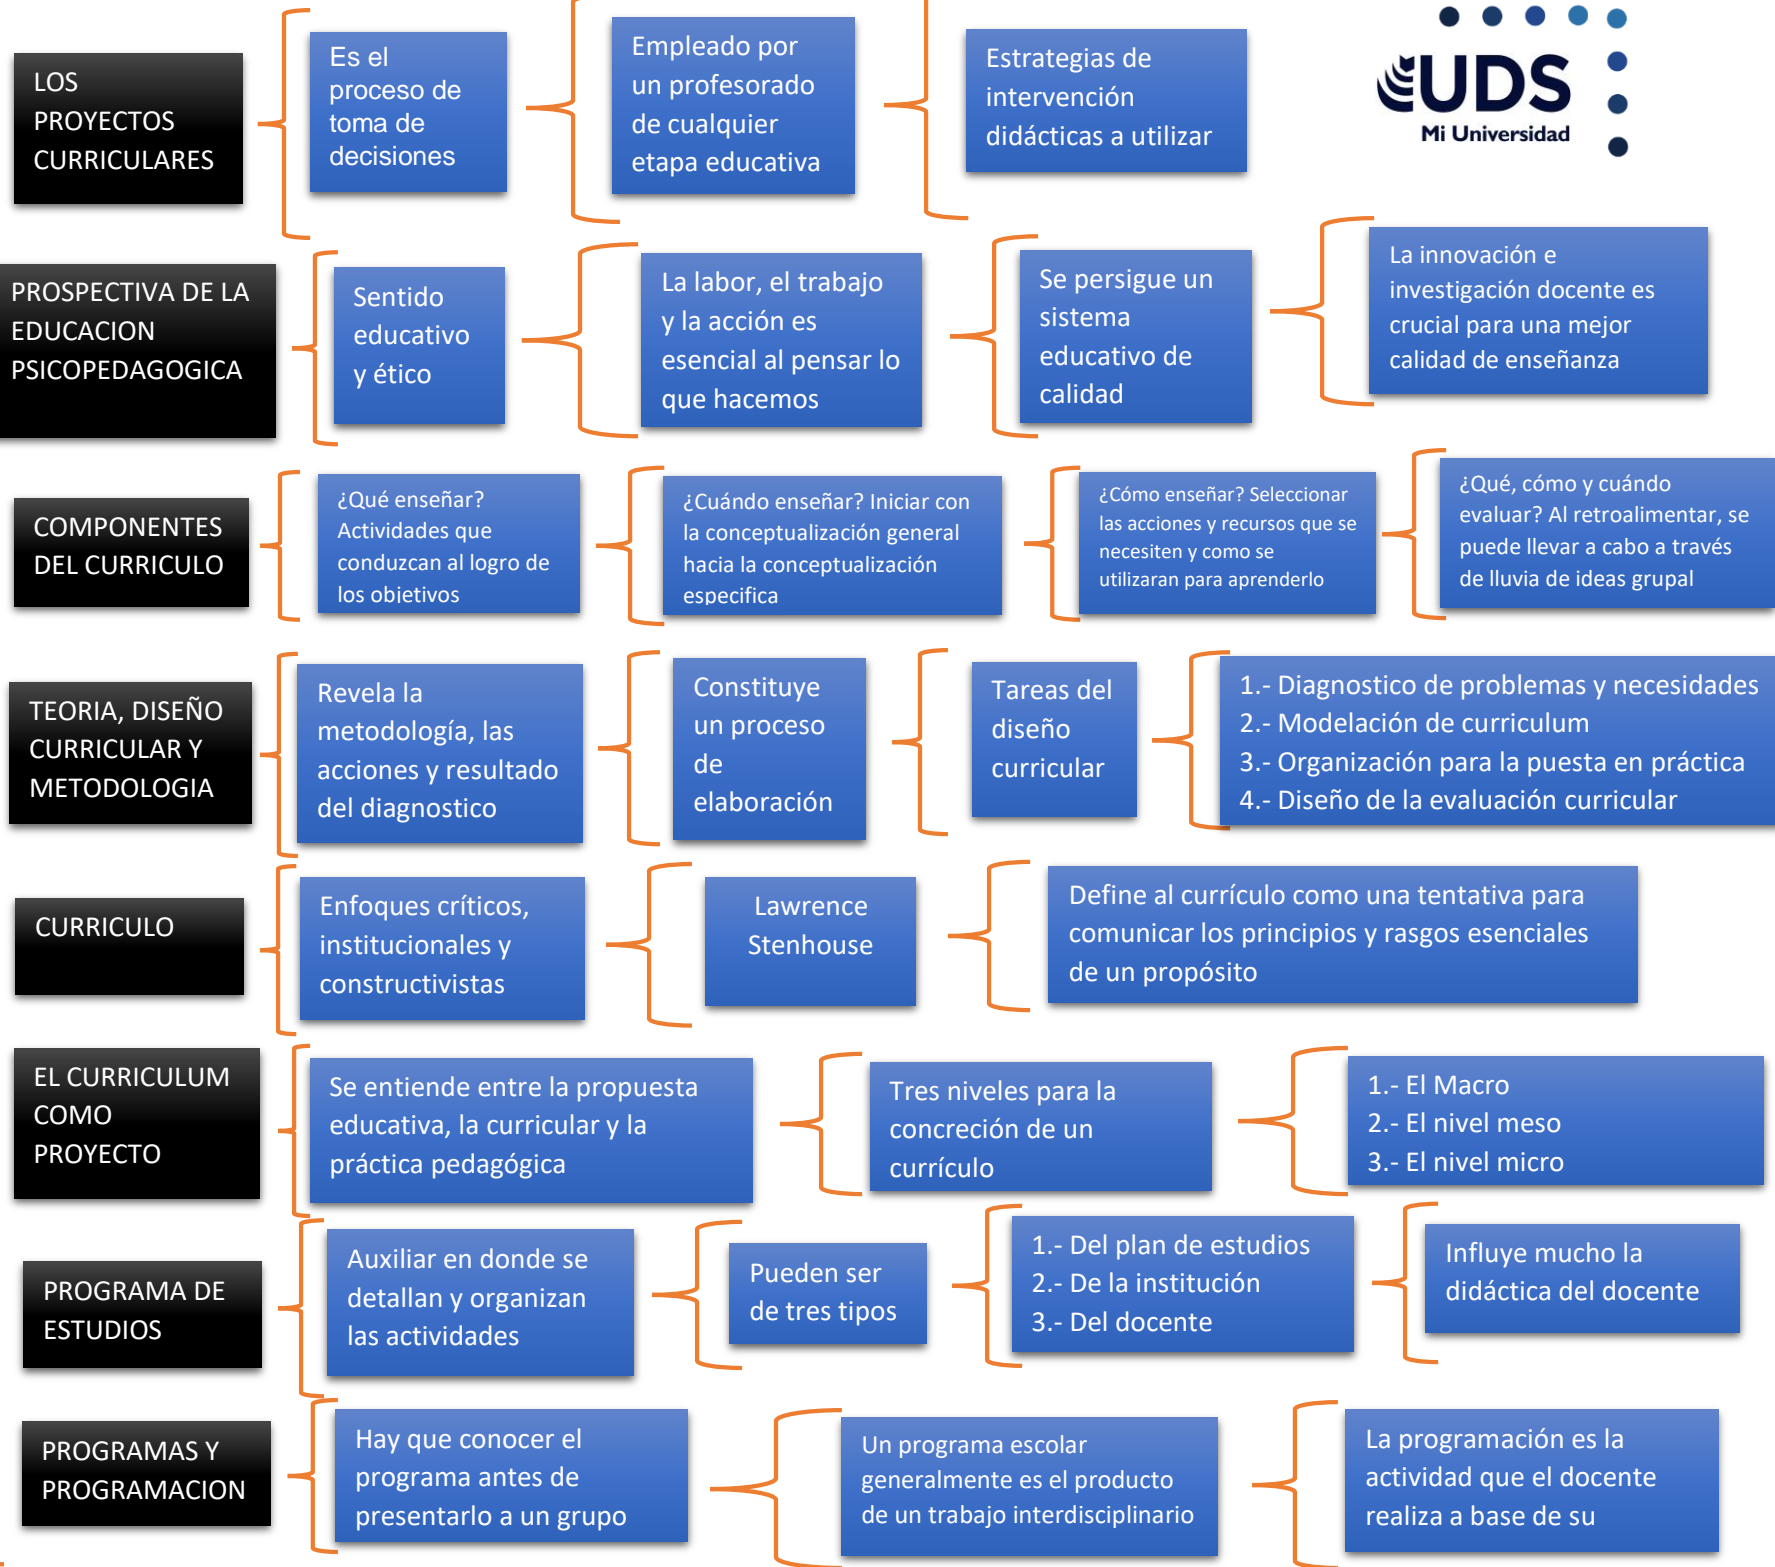 LOS
PROYECTOS
CURRICULARES
Es el
proceso de
toma de
decisiones
Empleado por
un profesorado
de cualquier
etapa educativa
Estrategias de
intervención
didácticas a utilizar
UDS
Mi Universidad
PROSPECTIVA DE LA
EDUCACION
PSICOPEDAGOGICA
Sentido
educativo
y ético
La labor, el trabajo
y la acción es
esencial al pensar lo
que hacemos
Se persigue un
sistema
educativo de
calidad
La innovación e
investigación docente es
crucial para una mejor
calidad de enseñanza
COMPONENTES
DEL CURRICULO
¿Qué enseñar?
Actividades que
conduzcan al logro de
los objetivos
¿Cuándo enseñar? Iniciar con
la conceptualización general
hacia la conceptualización
especifica
¿Cómo enseñar? Seleccionar
las acciones y recursos que se
necesiten y como se
utilizaran para aprenderlo
¿Qué, cómo y cuándo
evaluar? Al retroalimentar, se
puede llevar a cabo a través
de lluvia de ideas grupal
TEORIA, DISEÑO
CURRICULAR Y
METODOLOGIA
Revela la
metodología, las
acciones y resultado
del diagnostico
Constituye
un proceso
de
elaboración
Tareas del
diseño
curricular
1.- Diagnostico de problemas y necesidades
2.- Modelación de curriculum
3.- Organización para la puesta en práctica
4.- Diseño de la evaluación curricular
CURRICULO
Enfoques críticos,
institucionales y
constructivistas
Lawrence
Stenhouse
Define al currículo como una tentativa para
comunicar los principios y rasgos esenciales
de un propósito
EL CURRICULUM
COMO
PROYECTO
Se entiende entre la propuesta
educativa, la curricular y la
práctica pedagógica
Tres niveles para la
concreción de un
currículo
1.- El Macro
2.- El nivel meso
3.- El nivel micro
PROGRAMA DE
ESTUDIOS
Auxiliar en donde se
detallan y organizan
las actividades
Pueden ser
de tres tipos
1.- Del plan de estudios
2.- De la institución
3.- Del docente
Influye mucho la
didáctica del docente
PROGRAMAS Y
PROGRAMACION
Hay que conocer el
programa antes de
presentarlo a un grupo
Un programa escolar
generalmente es el producto
de un trabajo interdisciplinario
La programación es la
actividad que el docente
realiza a base de su